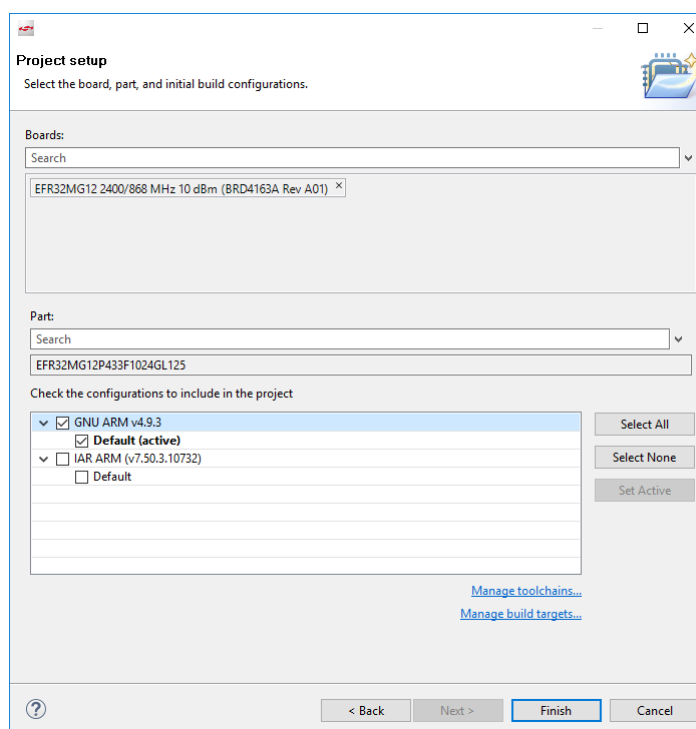 Project setup
Select the board, part, and initial build configurations.
Boards:
Search
EFR32MG12 2400/868 MHz 10 dBm (BRD4163A Rev A01) ×
Part:
Search
EFR32MG12P433F1024GL125
Check the configurations to include in the project
GNU ARM v4.9.3
Select All
Default (active)
IAR ARM (v7.50.3.10732)
Select None
Default
Set Active
Manage toolchains...
Manage build targets...
? < Back Next > Finish Cancel